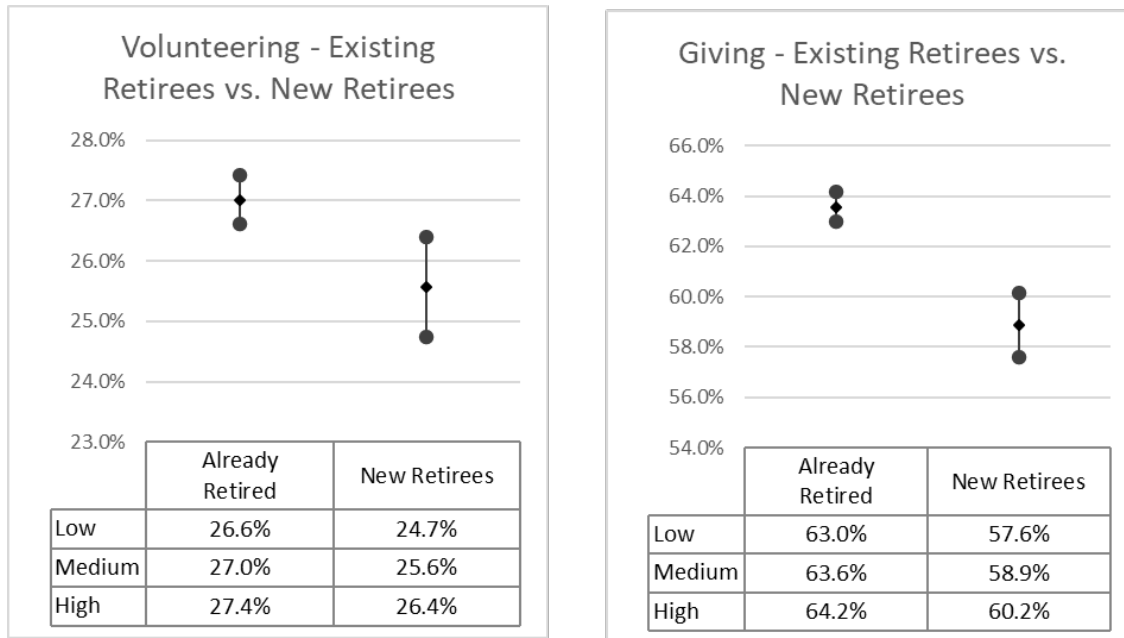 Volunteering - Existing
Retirees vs. New Retirees
28.0%
27.0%
26.0%
25.0%
24.0%
23.0%
Already
Retired
New Retirees
Low 26.6% 24.7%
Medium 27.0% 25.6%
High 27.4% 26.4%
Giving - Existing Retirees vs.
New Retirees
66.0%
64.0%
62.0%
60.0%
58.0%
56.0%
54.0%
Already
Retired
New Retirees
Low 63.0% 57.6%
Medium 63.6% 58.9%
High 64.2% 60.2%